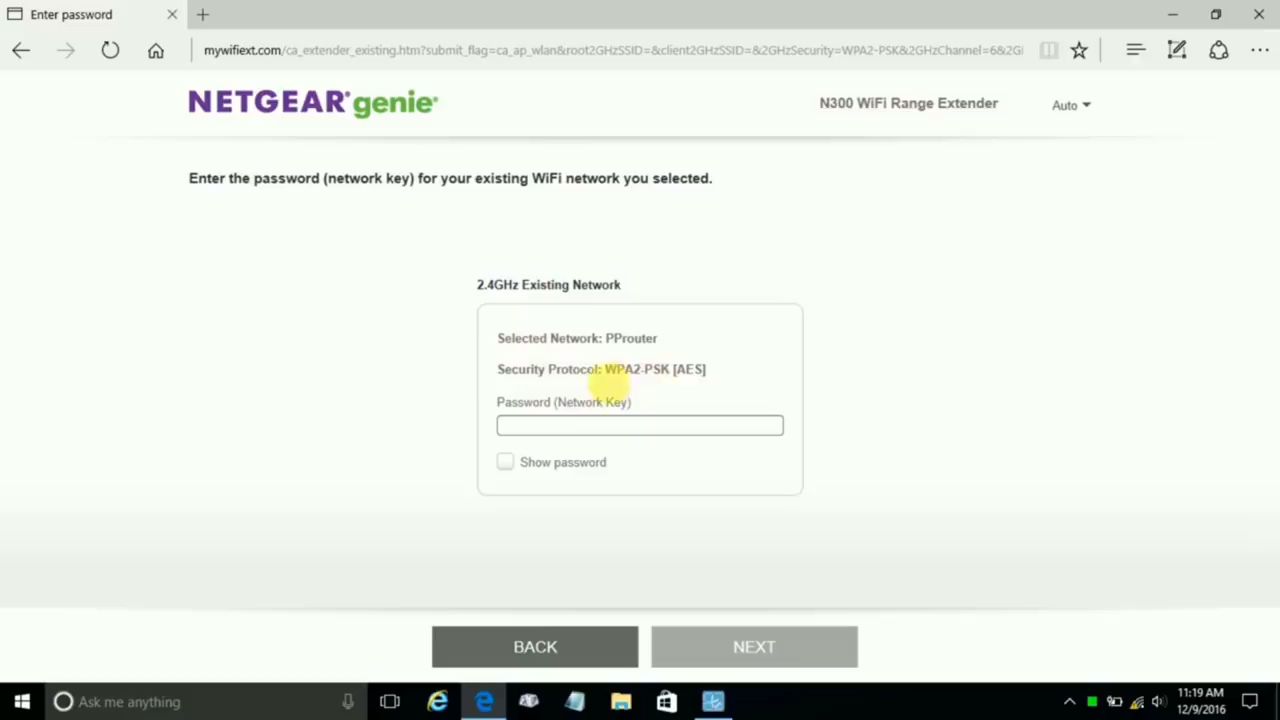 Enter password
mywifiext.com/ca_extender_existing.htm?submit_flag=ca_ap_wlan&root2GHzSSID=&client2GHzSSID=&2GHzSecurity=WPA2-PSK&2GHzChannel=6&2GI
NETGEAR® genie®
N300 WiFi Range Extender
Auto
Enter the password (network key) for your existing WiFi network you selected.
2.4GHz Existing Network
Selected Network: PProuter
Security Protocol: WPA2-PSK [AES]
Password (Network Key)
Show password
BACK
NEXT
Ask me anything
11:19 AM
12/9/2016